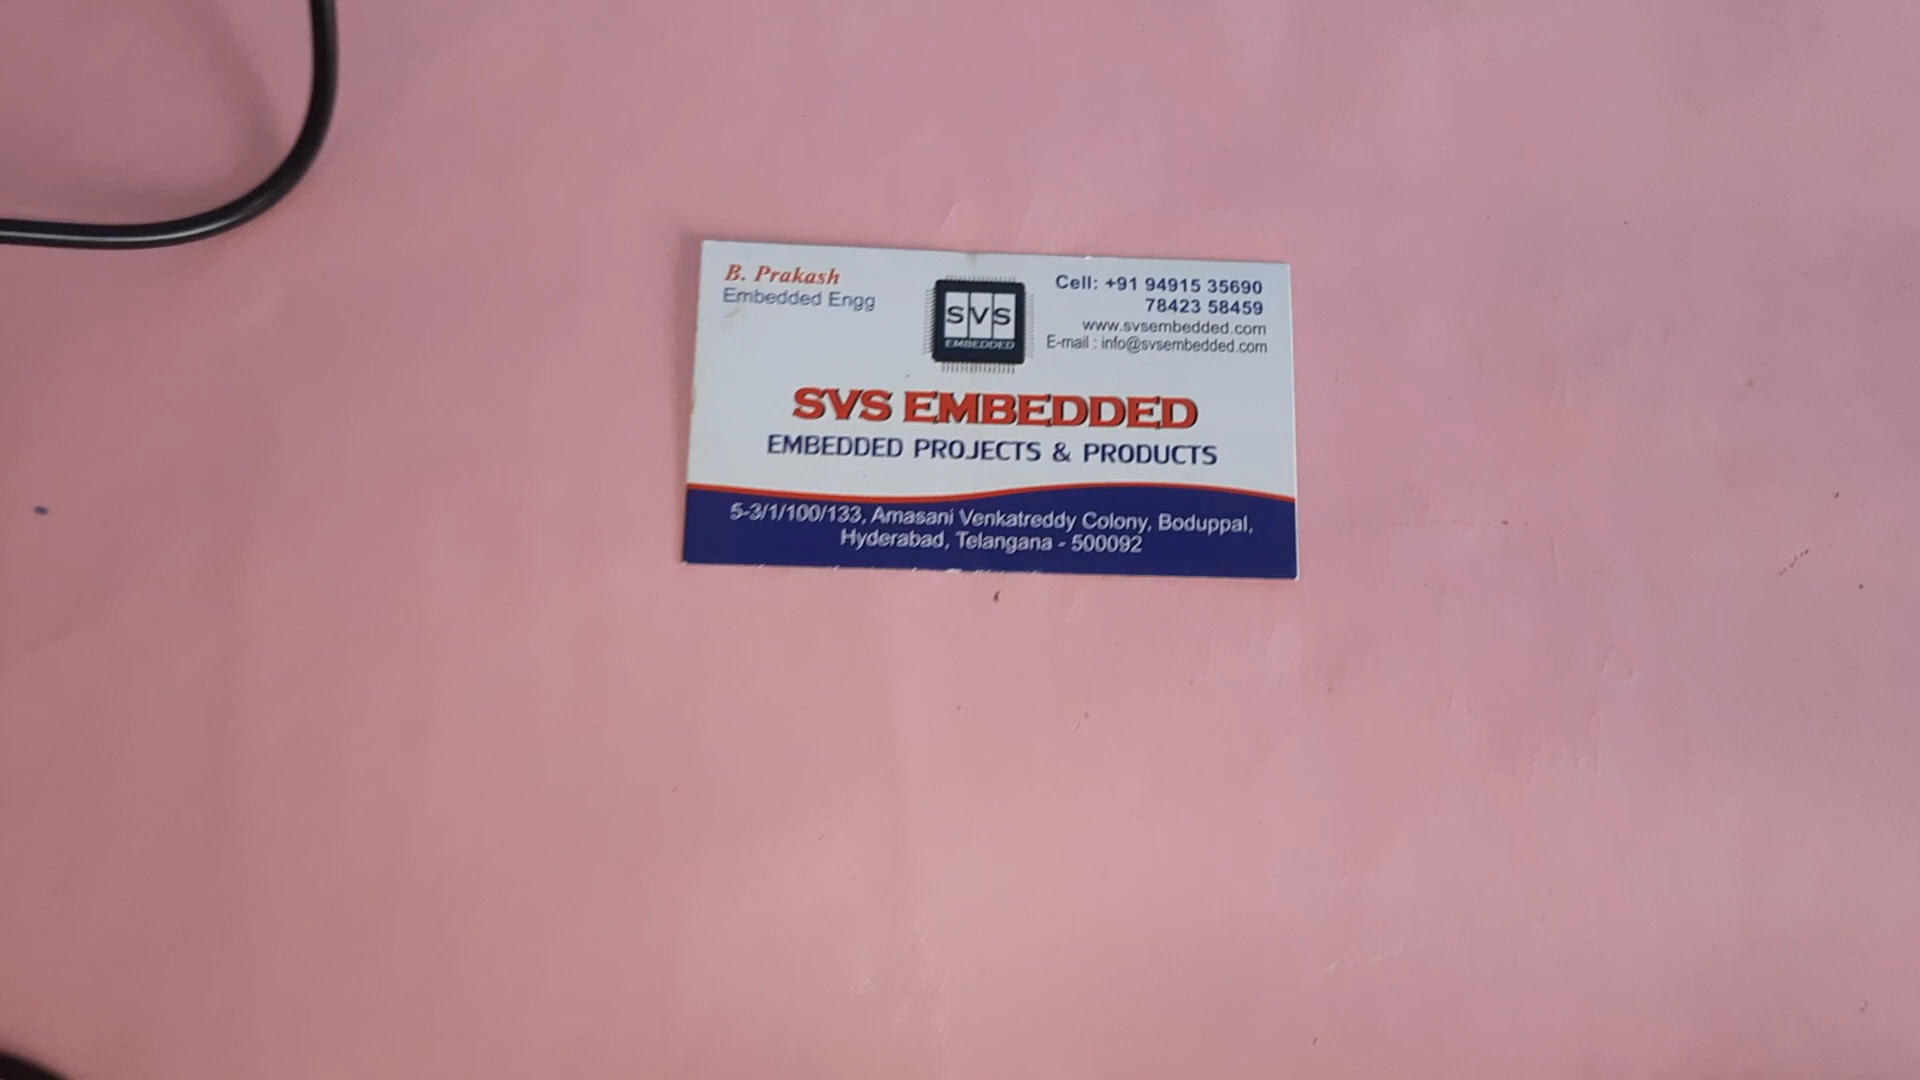 B. Prakash
Embedded Engg
SVS
EMBEDDED
Cell: +91 94915 35690
78423 58459
www.svsembedded.com
E-mail : info@svsembedded.com
SVS EMBEDDED
EMBEDDED PROJECTS & PRODUCTS
5-3/1/100/133, Amasani Venkatreddy Colony, Boduppal,
Hyderabad, Telangana - 500092